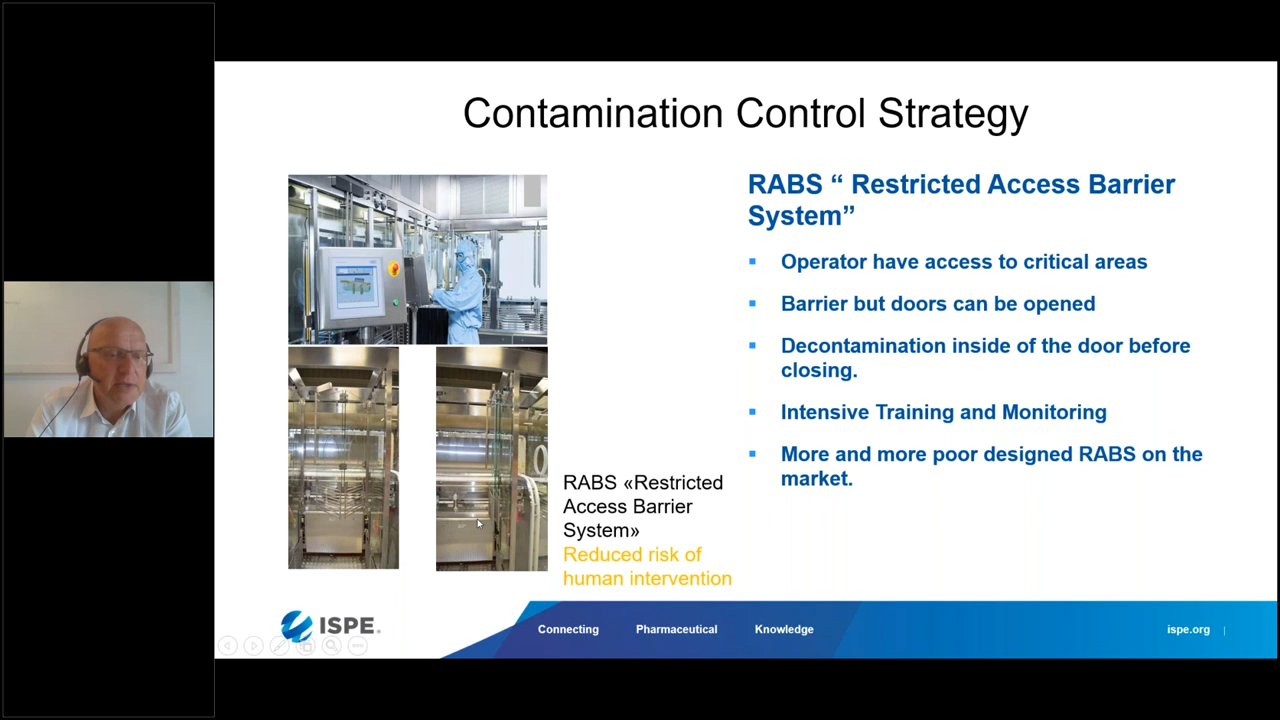 Contamination Control Strategy
RABS “ Restricted Access Barrier
System”
Operator have access to critical areas
Barrier but doors can be opened
Decontamination inside of the door before
closing.
Intensive Training and Monitoring
More and more poor designed RABS on the
market.
RABS «Restricted
Access Barrier
System»
Reduced risk of
human intervention
ISPE.
Connecting Pharmaceutical Knowledge
ispe.org |